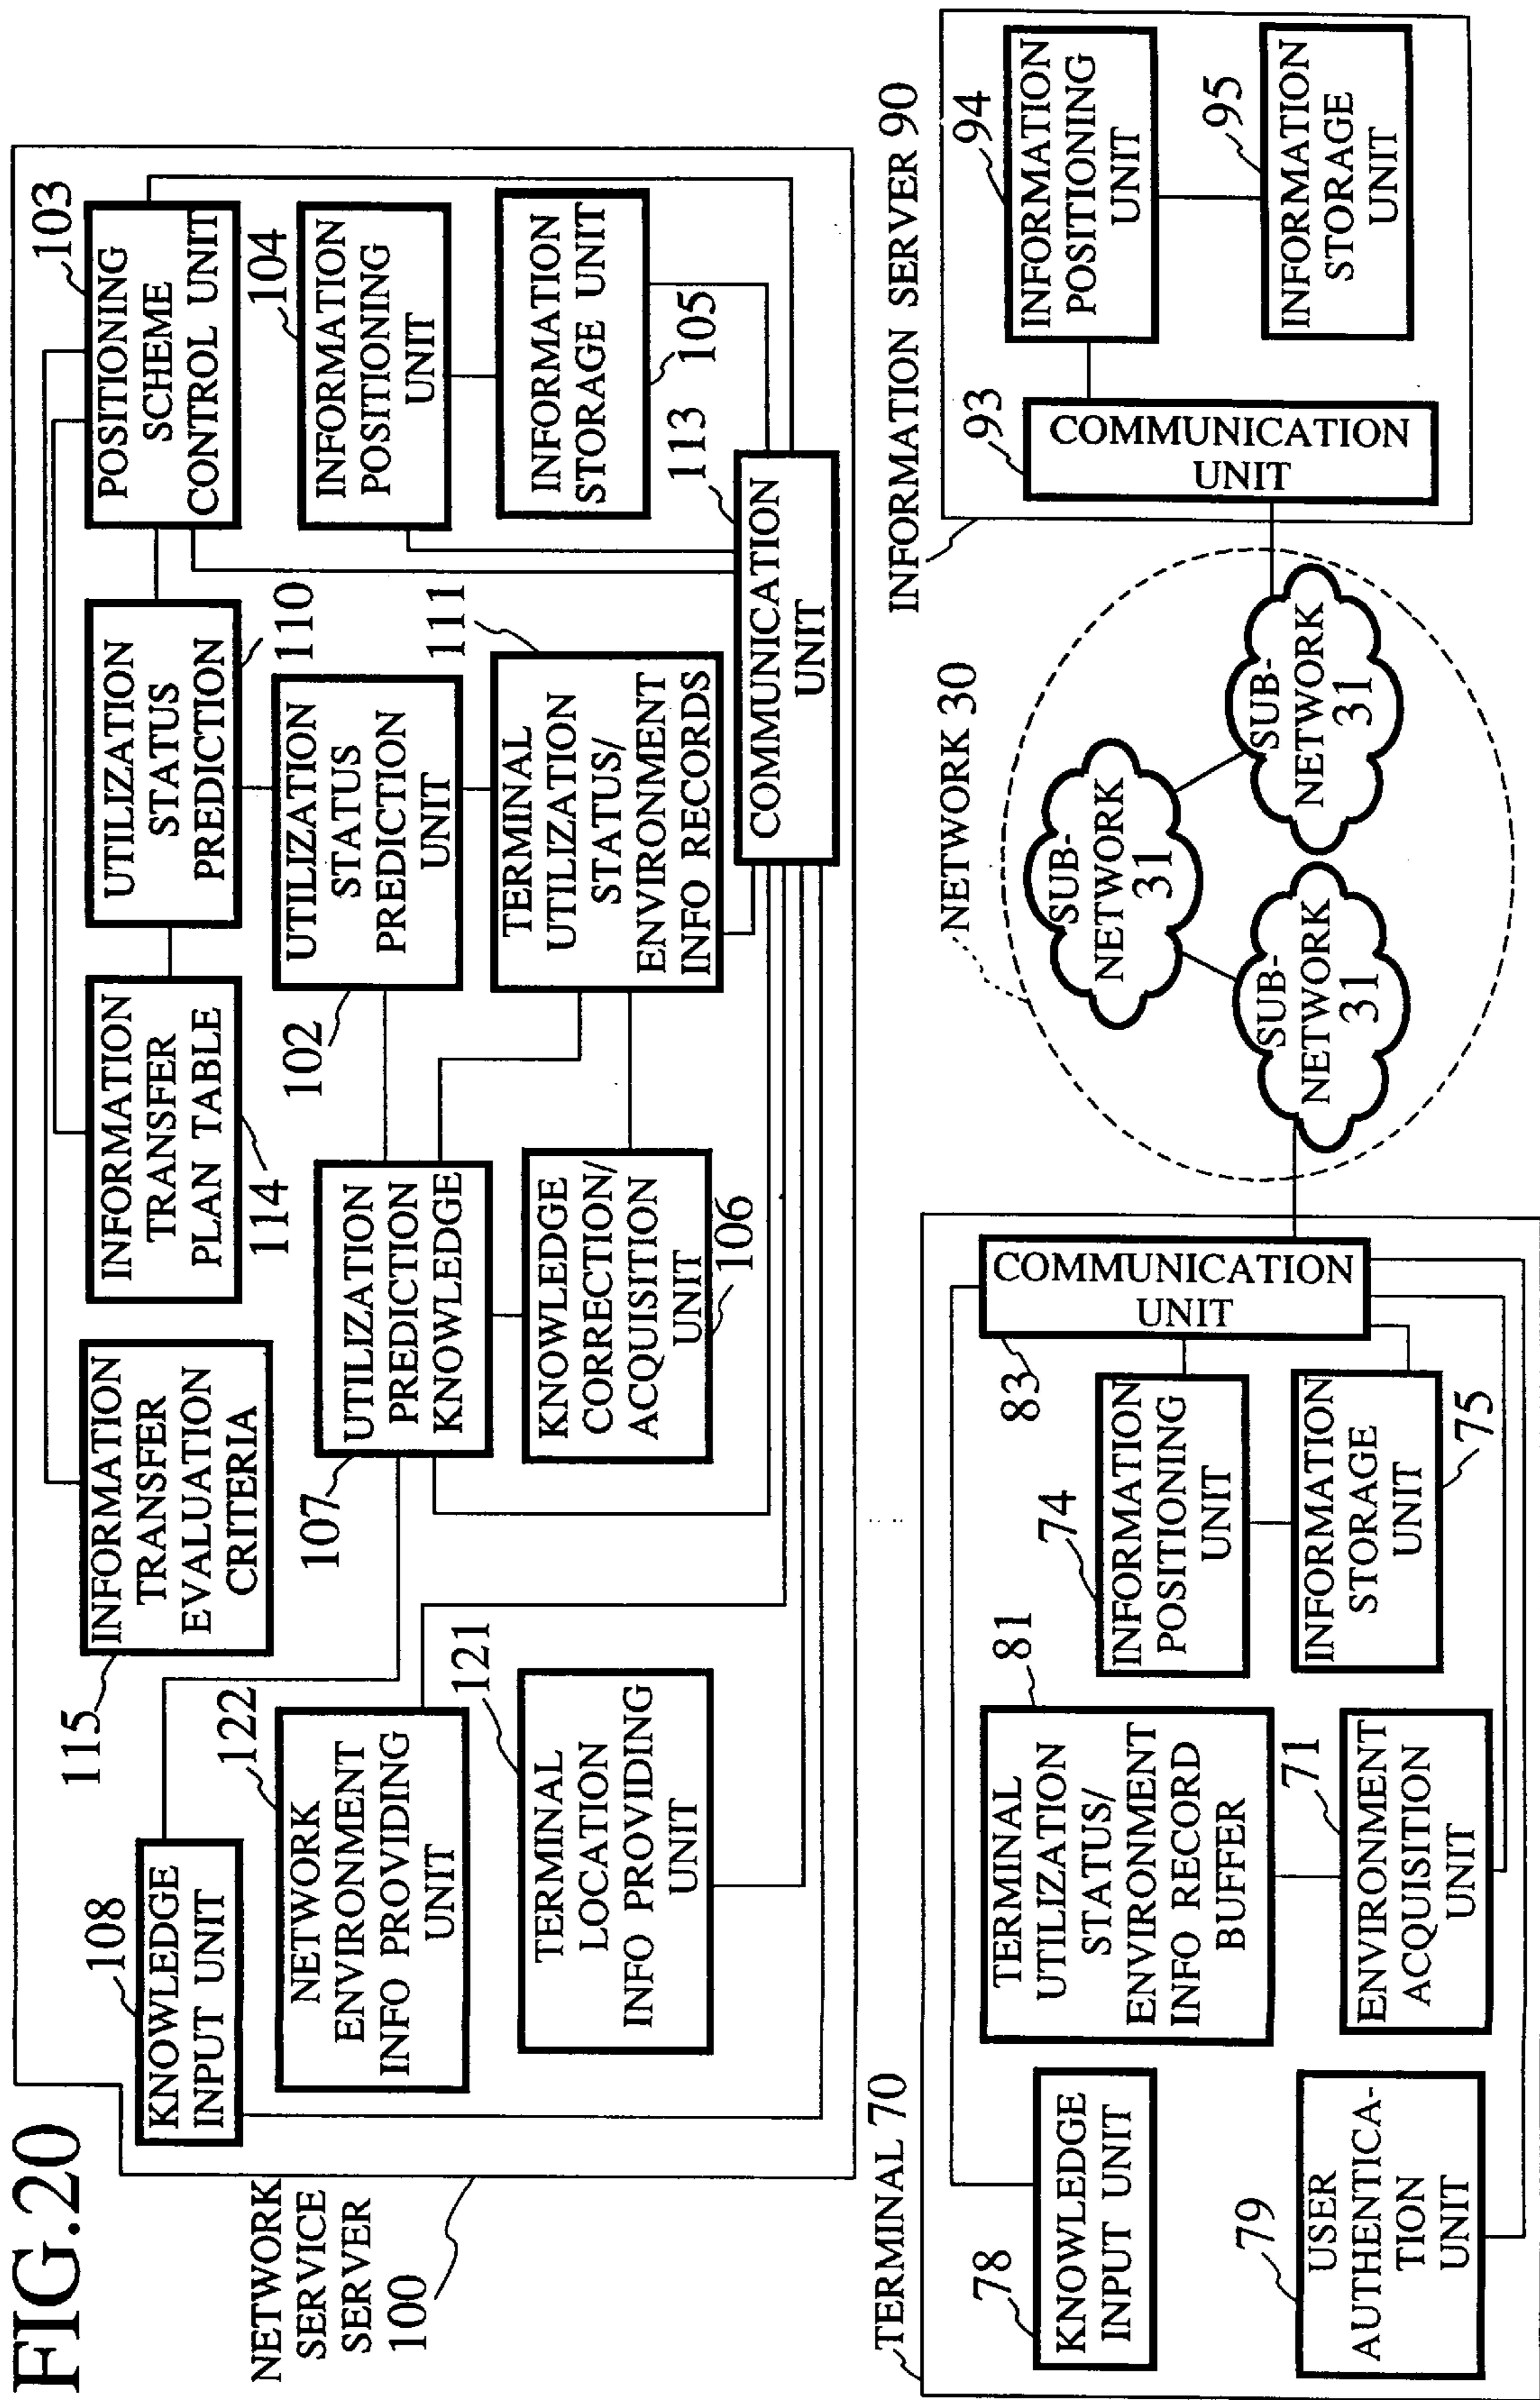 FIG.20
NETWORK
SERVICE
SERVER
100
108
KNOWLEDGE
INPUT UNIT
115
INFORMATION
TRANSFER
EVALUATION
CRITERIA
INFORMATION
TRANSFER
PLAN TABLE
114
UTILIZATION
STATUS
PREDICTION
110
103
POSITIONING
SCHEME
CONTROL UNIT
122
NETWORK
ENVIRONMENT
INFO PROVIDING
UNIT
107
UTILIZATION
PREDICTION
KNOWLEDGE
102
UTILIZATION
STATUS
PREDICTION
UNIT
104
INFORMATION
POSITIONING
UNIT
121
TERMINAL
LOCATION
INFO PROVIDING
UNIT
KNOWLEDGE
CORRECTION/
ACQUISITION
UNIT
106
111
TERMINAL
UTILIZATION
STATUS/
ENVIRONMENT
INFO RECORDS
INFORMATION
STORAGE UNIT
105
113
COMMUNICATION
UNIT
TERMINAL 70
78
KNOWLEDGE
INPUT UNIT
79
USER
AUTHENTICA-
TION
UNIT
81
TERMINAL
UTILIZATION
STATUS/
ENVIRONMENT
INFO RECORD
BUFFER
71
ENVIRONMENT
ACQUISITION
UNIT
74
INFORMATION
POSITIONING
UNIT
INFORMATION
STORAGE
UNIT
75
83
COMMUNICATION
UNIT
NETWORK 30
SUB-
NETWORK
31
SUB-
NETWORK
31
SUB-
NETWORK
31
INFORMATION SERVER 90
93
COMMUNICATION
UNIT
94
INFORMATION
POSITIONING
UNIT
95
INFORMATION
STORAGE
UNIT